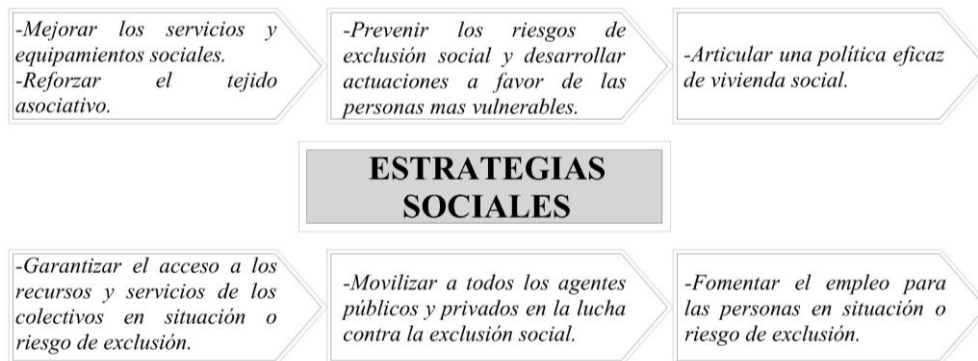 -Mejorar los servicios y
equipamientos sociales.
-Reforzar el tejido
asociativo.
-Prevenir los riesgos de
exclusión social y desarrollar
actuaciones a favor de las
personas mas vulnerables.
-Articular una política eficaz
de vivienda social.
ESTRATEGIAS
SOCIALES
-Garantizar el acceso a los
recursos y servicios de los
colectivos en situación o
riesgo de exclusión.
-Movilizar a todos los agentes
públicos y privados en la lucha
contra la exclusión social.
-Fomentar el empleo para
las personas en situación o
riesgo de exclusión.